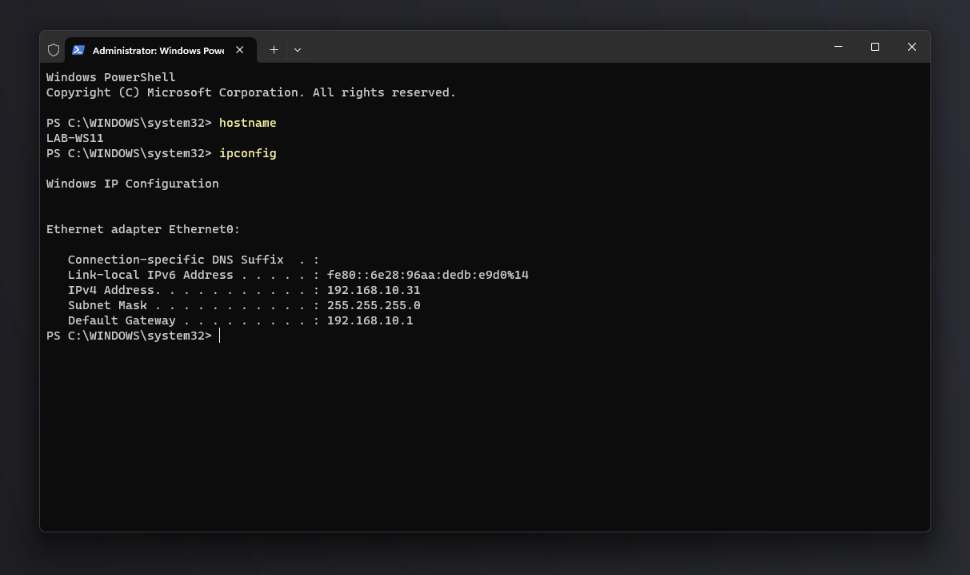 Administrator: Windows Pow
Windows PowerShell
Copyright (C) Microsoft Corporation. All rights reserved.
PS C:\WINDOWS\system32> hostname
LAB-WS11
PS C:\WINDOWS\system32> ipconfig
Windows IP Configuration
Ethernet adapter Ethernet0:
Connection-specific DNS Suffix  . :
Link-local IPv6 Address . . . . . : fe80::6e28:96aa:dedb:e9d0%14
IPv4 Address. . . . . . . . . . . : 192.168.10.31
Subnet Mask . . . . . . . . . . . : 255.255.255.0
Default Gateway . . . . . . . . . : 192.168.10.1
PS C:\WINDOWS\system32>